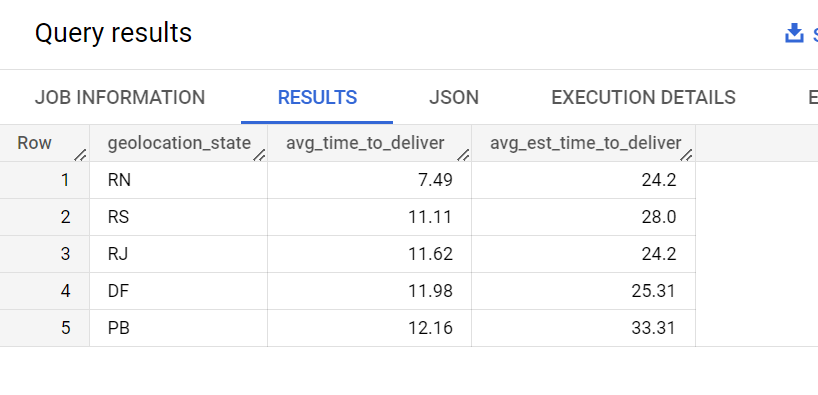 Query results
JOB INFORMATION RESULTS JSON EXECUTION DETAILS
Row geolocation_state avg_time_to_deliver avg_est_time_to_deliver
1 RN 7.49 24.2
2 RS 11.11 28.0
3 RJ 11.62 24.2
4 DF 11.98 25.31
5 PB 12.16 33.31